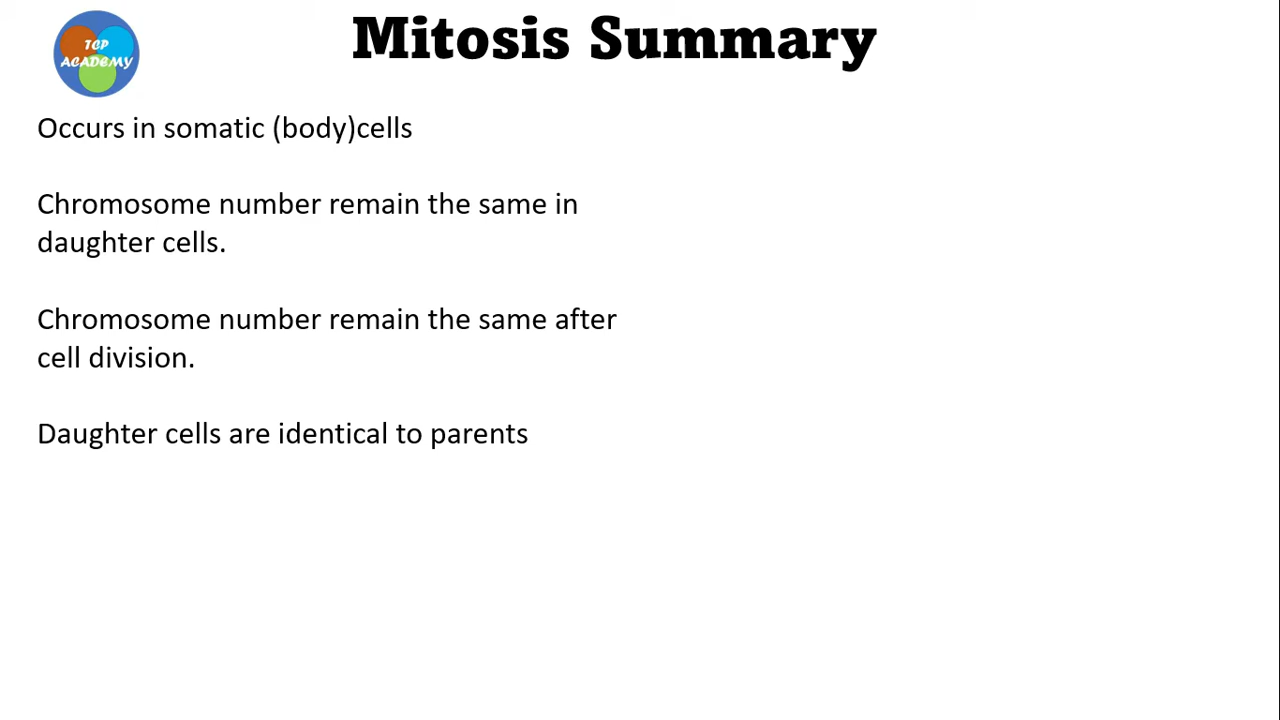 TCP
ACADEMY
Mitosis Summary
Occurs in somatic (body)cells
Chromosome number remain the same in
daughter cells.
Chromosome number remain the same after
cell division.
Daughter cells are identical to parents